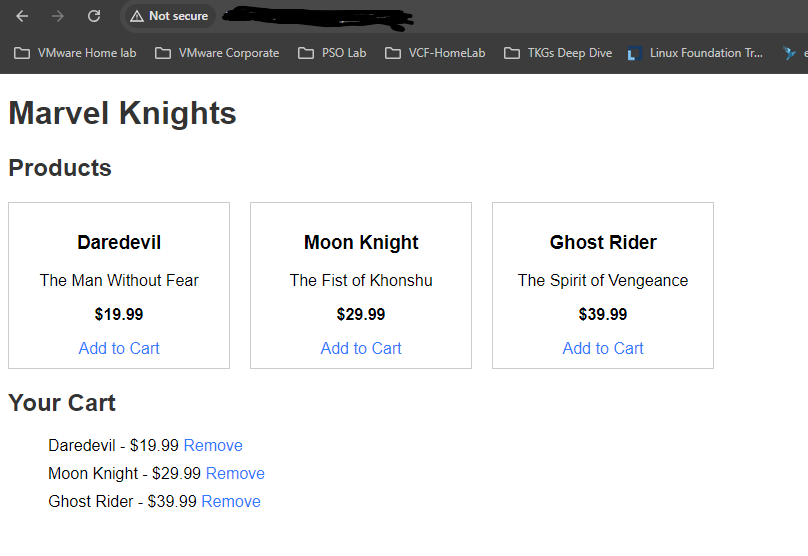 Not secure
VMware Home lab VMware Corporate PSO Lab VCF-HomeLab TKGs Deep Dive Linux Foundation Tr...
Marvel Knights
Products
Daredevil Moon Knight Ghost Rider
The Man Without Fear The Fist of Khonshu The Spirit of Vengeance
$19.99 $29.99 $39.99
Add to Cart Add to Cart Add to Cart
Your Cart
Daredevil - $19.99 Remove
Moon Knight - $29.99 Remove
Ghost Rider - $39.99 Remove